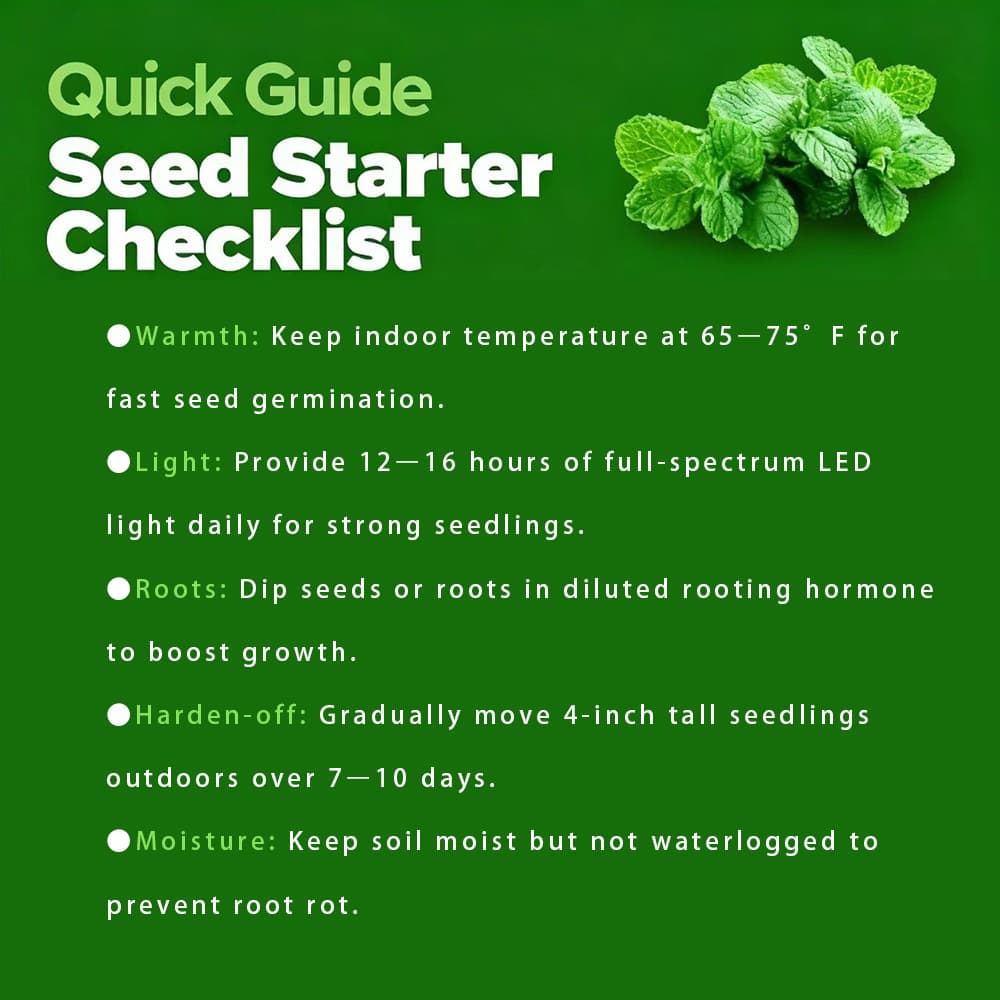 Quick Guide
Seed Starter
Checklist
●Warmth: Keep indoor temperature at 65—75° F for
fast seed germination.
●Light: Provide 12—16 hours of full-spectrum LED
light daily for strong seedlings.
●Roots: Dip seeds or roots in diluted rooting hormone
to boost growth.
●Harden-off: Gradually move 4-inch tall seedlings
outdoors over 7—10 days.
●Moisture: Keep soil moist but not waterlogged to
prevent root rot.